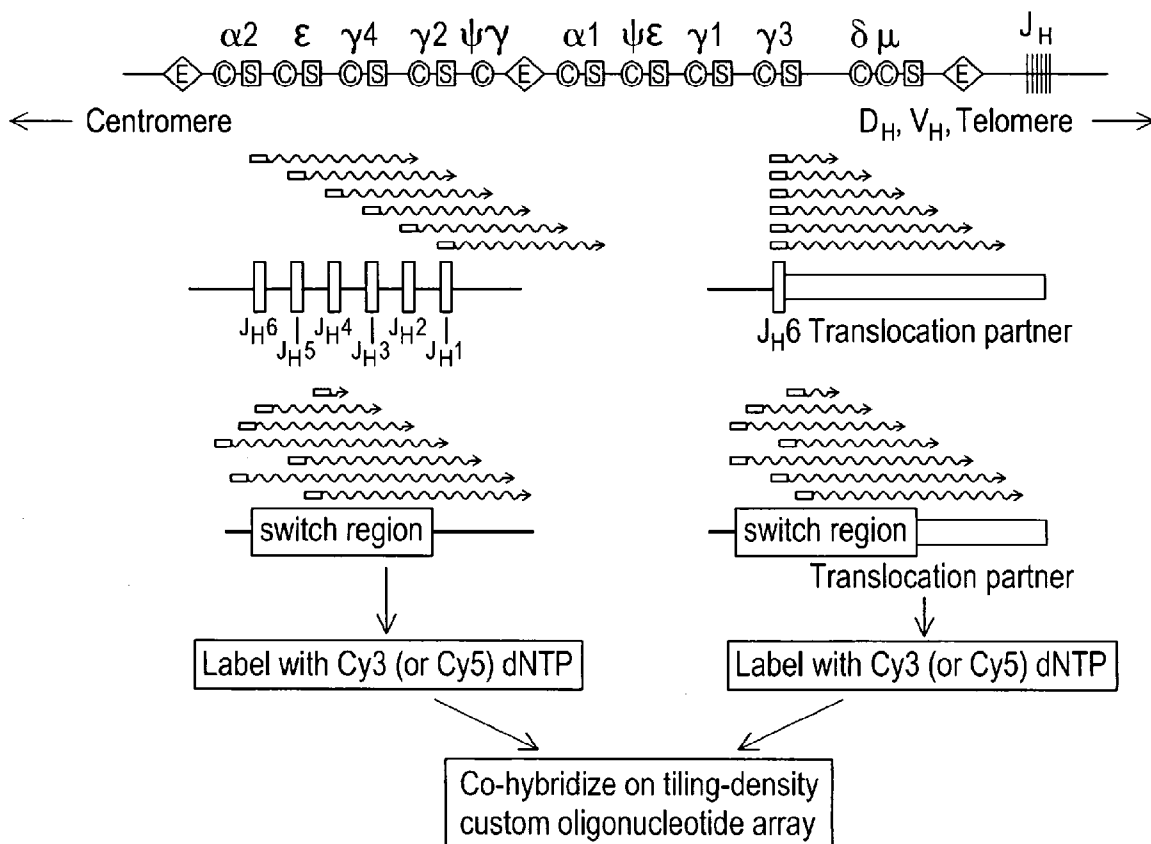 α2 ε γ4 γ2 ψγ α1 ψε γ1 γ3 δ μ J_H
E C S C S C S C S C E C S C S C S C S C C S E
← Centromere D_H, V_H, Telomere →
J_H6 J_H5 J_H4 J_H3 J_H2 J_H1
J_H6 Translocation partner
switch region switch region
Translocation partner
Label with Cy3 (or Cy5) dNTP Label with Cy3 (or Cy5) dNTP
Co-hybridize on tiling-density
custom oligonucleotide array